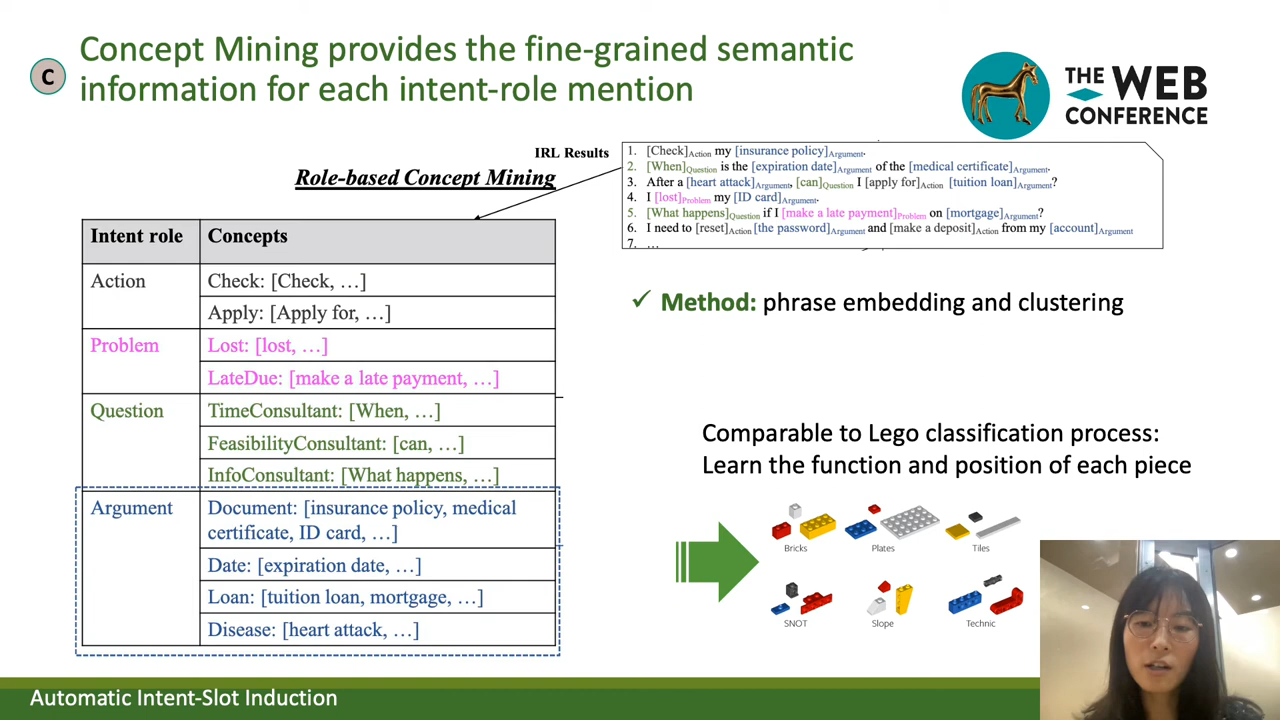 C
Concept Mining provides the fine-grained semantic
information for each intent-role mention
THE WEB
CONFERENCE
IRL Results
Role-based Concept Mining
1. [Check]Action my [insurance policy]Argument.
2. [When]Question is the [expiration date]Argument of the [medical certificate]Argument.
3. After a [heart attack]Argument, [can]Question I [apply for]Action [tuition loan]Argument?
4. I [lost]Problem my [ID card]Argument.
5. [What happens]Question if I [make a late payment]Problem on [mortgage]Argument?
6. I need to [reset]Action [the password]Argument and [make a deposit]Action from my [account]Argument
7. ...
Intent role Concepts
Action Check: [Check, …]
Apply: [Apply for, …]
Problem Lost: [lost, …]
LateDue: [make a late payment, …]
Question TimeConsultant: [When, …]
FeasibilityConsultant: [can, …]
InfoConsultant: [What happens, …]
Argument Document: [insurance policy, medical
certificate, ID card, …]
Date: [expiration date, …]
Loan: [tuition loan, mortgage, …]
Disease: [heart attack, …]
✓ Method: phrase embedding and clustering
Comparable to Lego classification process:
Learn the function and position of each piece
Bricks Plates Tiles
SNOT Slope Technic
Automatic Intent-Slot Induction